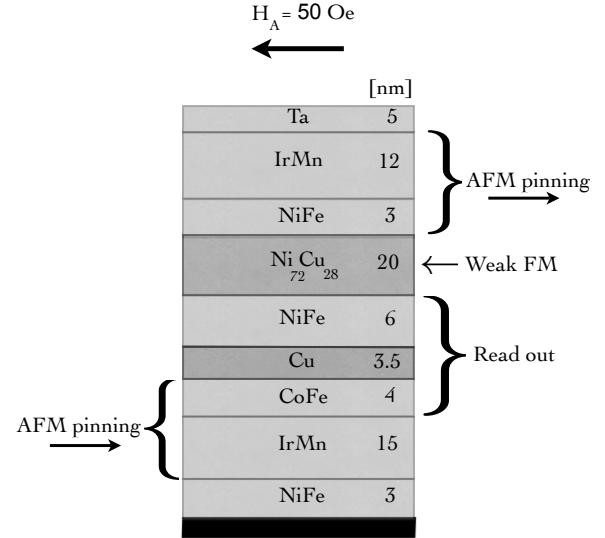 H_A = 50 Oe
[nm]
Ta 5
IrMn 12
AFM pinning
NiFe 3
Ni72Cu28 20
Weak FM
NiFe 6
Read out
Cu 3.5
CoFe 4
AFM pinning
IrMn 15
NiFe 3